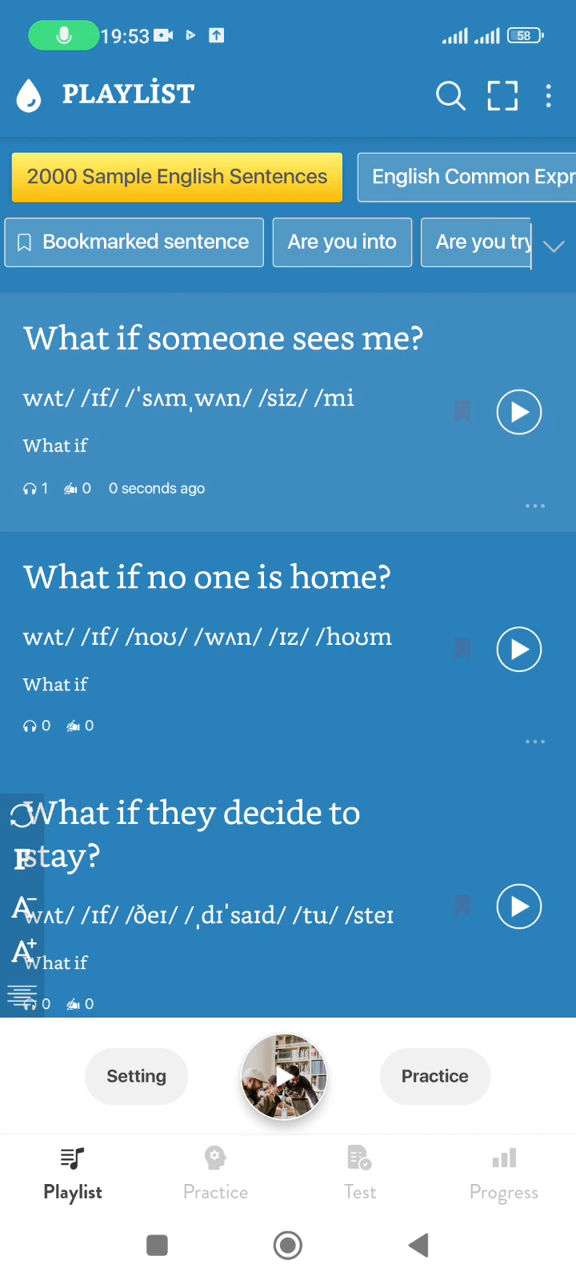 19:53
58
PLAYLİST
2000 Sample English Sentences
English Common Expr
Bookmarked sentence
Are you into
Are you try
What if someone sees me?
wʌt/ /ɪf/ /ˈsʌmˌwʌn/ /siz/ /mi
What if
1 0 0 seconds ago
What if no one is home?
wʌt/ /ɪf/ /noʊ/ /wʌn/ /ɪz/ /hoʊm
What if
0 0
What if they decide to
stay?
P
wʌt/ /ɪf/ /ðeɪ/ /ˌdɪˈsaɪd/ /tu/ /steɪ
A-
A+
What if
0 0
Setting
Practice
Playlist
Practice
Test
Progress